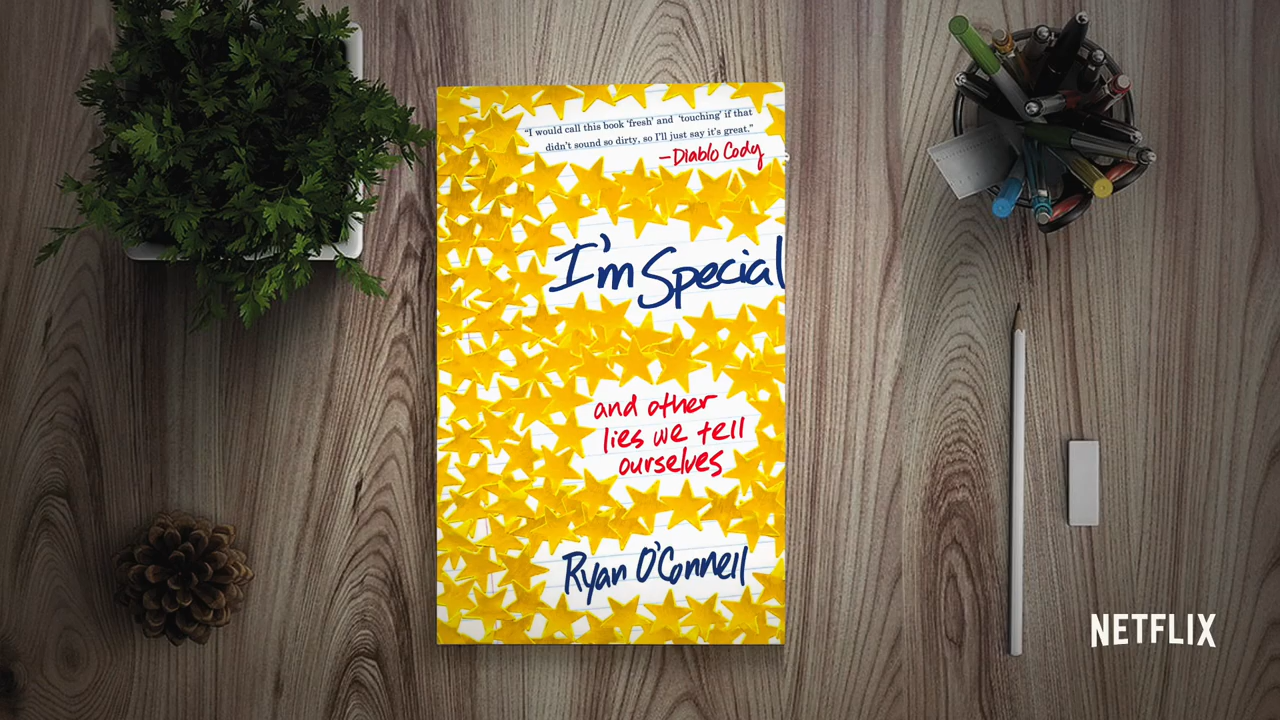 "I would call this book 'fresh' and 'touching' if that
didn't sound so dirty, so I'll just say it's great."
—Diablo Cody
I'm Special
and other
lies we tell
ourselves
Ryan O'Connell
NETFLIX